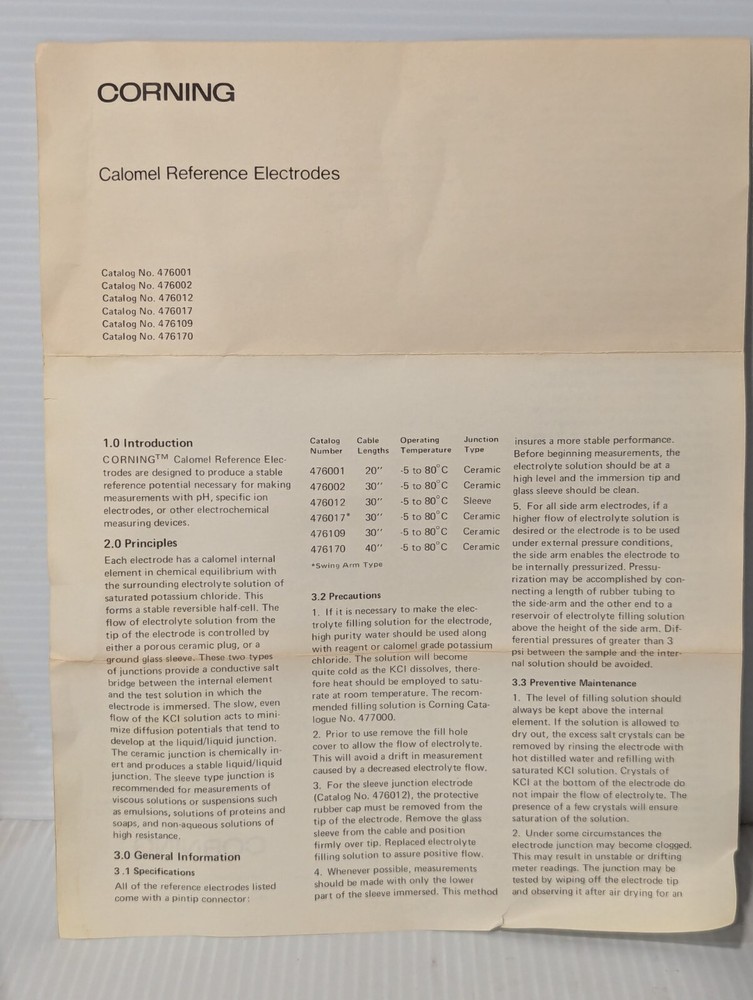 CORNING
Calomel Reference Electrodes
Catalog No. 476001
Catalog No. 476002
Catalog No. 476012
Catalog No. 476017
Catalog No. 476109
Catalog No. 476170
1.0 Introduction
CORNING™ Calomel Reference Elec-
trodes are designed to produce a stable
reference potential necessary for making
measurements with pH, specific ion
electrodes, or other electrochemical
measuring devices.
2.0 Principles
Each electrode has a calomel internal
element in chemical equilibrium with
the surrounding electrolyte solution of
saturated potassium chloride. This
forms a stable reversible half-cell. The
flow of electrolyte solution from the
tip of the electrode is controlled by
either a porous ceramic plug, or a
ground glass sleeve. These two types
of junctions provide a conductive salt
bridge between the internal element
and the test solution in which the
electrode is immersed. The slow, even
flow of the KCI solution acts to mini-
mize diffusion potentials that tend to
develop at the liquid/liquid junction.
The ceramic junction is chemically in-
ert and produces a stable liquid/liquid
junction. The sleeve type junction is
recommended for measurements of
viscous solutions or suspensions such
as emulsions, solutions of proteins and
soaps, and non-aqueous solutions of
high resistance.
3.0 General Information
3.1 Specifications
All of the reference electrodes listed
come with a pintip connector:
Catalog Cable Operating Junction
Number Lengths Temperature Type
476001 20" -5 to 80°C Ceramic
476002 30" -5 to 80°C Ceramic
476012 30" -5 to 80°C Sleeve
476017* 30" -5 to 80°C Ceramic
476109 30" -5 to 80°C Ceramic
476170 40" -5 to 80°C Ceramic
*Swing Arm Type
3.2 Precautions
1. If it is necessary to make the elec-
trolyte filling solution for the electrode,
high purity water should be used along
with reagent or calomel grade potassium
chloride. The solution will become
quite cold as the KCI dissolves, there-
fore heat should be employed to satu-
rate at room temperature. The recom-
mended filling solution is Corning Cata-
logue No. 477000.
2. Prior to use remove the fill hole
cover to allow the flow of electrolyte.
This will avoid a drift in measurement
caused by a decreased electrolyte flow.
3. For the sleeve junction electrode
(Catalog No. 476012), the protective
rubber cap must be removed from the
tip of the electrode. Remove the glass
sleeve from the cable and position
firmly over tip. Replaced electrolyte
filling solution to assure positive flow.
4. Whenever possible, measurements
should be made with only the lower
part of the sleeve immersed. This method
insures a more stable performance.
Before beginning measurements, the
electrolyte solution should be at a
high level and the immersion tip and
glass sleeve should be clean.
5. For all side arm electrodes, if a
higher flow of electrolyte solution is
desired or the electrode is to be used
under external pressure conditions,
the side arm enables the electrode to
be internally pressurized. Pressu-
rization may be accomplished by con-
necting a length of rubber tubing to
the side-arm and the other end to a
reservoir of electrolyte filling solution
above the height of the side arm. Dif-
ferential pressures of greater than 3
psi between the sample and the inter-
nal solution should be avoided.
3.3 Preventive Maintenance
1. The level of filling solution should
always be kept above the internal
element. If the solution is allowed to
dry out, the excess salt crystals can be
removed by rinsing the electrode with
hot distilled water and refilling with
saturated KCI solution. Crystals of
KCI at the bottom of the electrode do
not impair the flow of electrolyte. The
presence of a few crystals will ensure
saturation of the solution.
2. Under some circumstances the
electrode junction may become clogged.
This may result in unstable or drifting
meter readings. The junction may be
tested by wiping off the electrode tip
and observing it after air drying for an